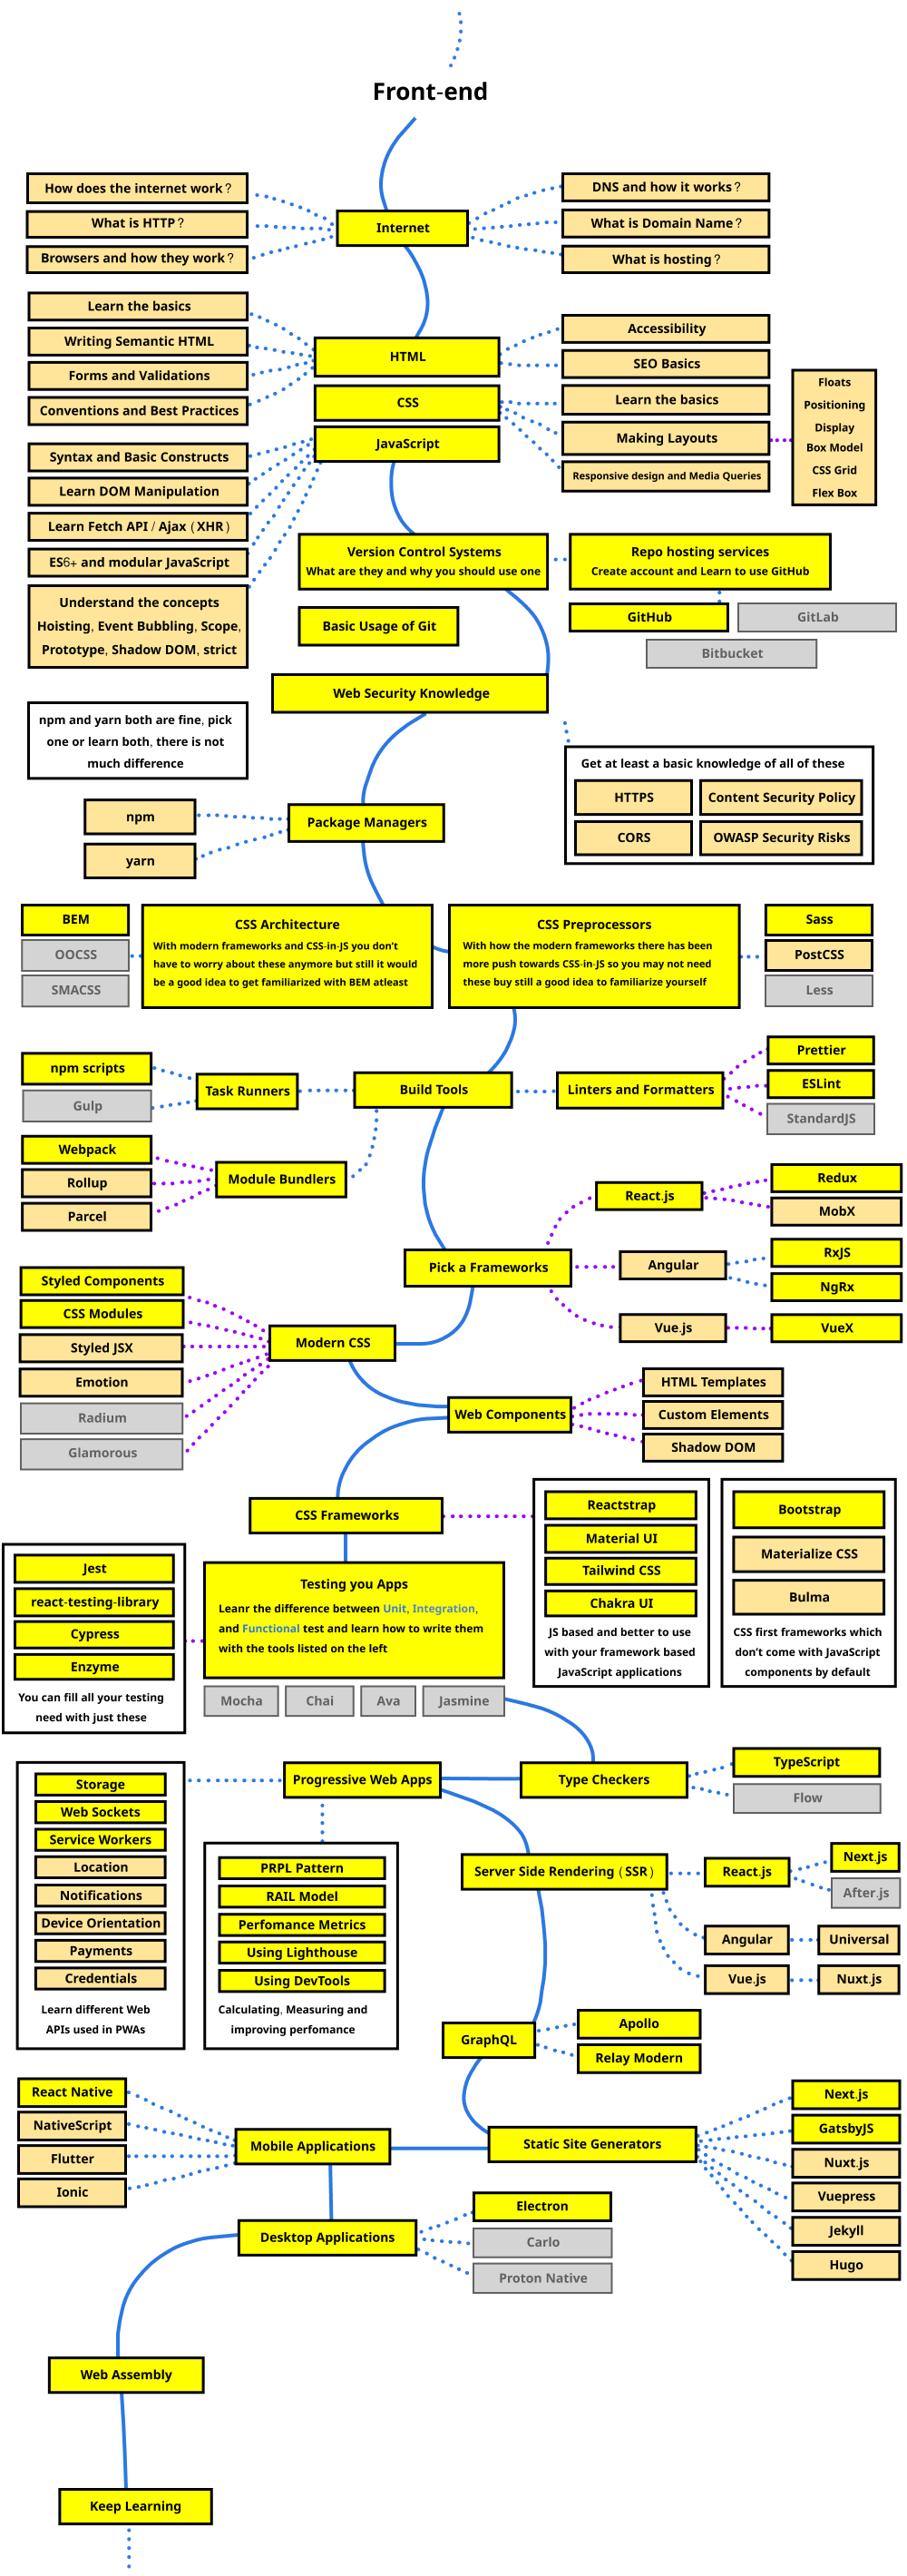 Front-end
How does the internet work?
What is HTTP?
Browsers and how they work?
Internet
DNS and how it works?
What is Domain Name?
What is hosting?
Learn the basics
Writing Semantic HTML
Forms and Validations
Conventions and Best Practices
HTML
Accessibility
SEO Basics
CSS
Learn the basics
Making Layouts
Responsive design and Media Queries
Floats
Positioning
Display
Box Model
CSS Grid
Flex Box
JavaScript
Syntax and Basic Constructs
Learn DOM Manipulation
Learn Fetch API / Ajax (XHR)
ES6+ and modular JavaScript
Understand the concepts
Hoisting, Event Bubbling, Scope,
Prototype, Shadow DOM, strict
Version Control Systems
What are they and why you should use one
Repo hosting services
Create account and Learn to use GitHub
Basic Usage of Git
GitHub
GitLab
Bitbucket
Web Security Knowledge
npm and yarn both are fine, pick
one or learn both, there is not
much difference
Get at least a basic knowledge of all of these
HTTPS
Content Security Policy
CORS
OWASP Security Risks
npm
yarn
Package Managers
BEM
OOCSS
SMACSS
CSS Architecture
With modern frameworks and CSS-in-JS you don't
have to worry about these anymore but still it would
be a good idea to get familiarized with BEM atleast
CSS Preprocessors
With how the modern frameworks there has been
more push towards CSS-in-JS so you may not need
these buy still a good idea to familiarize yourself
Sass
PostCSS
Less
npm scripts
Gulp
Task Runners
Build Tools
Linters and Formatters
Prettier
ESLint
StandardJS
Webpack
Rollup
Parcel
Module Bundlers
Pick a Frameworks
React.js
Redux
MobX
Angular
RxJS
NgRx
Vue.js
VueX
Styled Components
CSS Modules
Styled JSX
Emotion
Radium
Glamorous
Modern CSS
Web Components
HTML Templates
Custom Elements
Shadow DOM
CSS Frameworks
Reactstrap
Material UI
Tailwind CSS
Chakra UI
JS based and better to use
with your framework based
JavaScript applications
Bootstrap
Materialize CSS
Bulma
CSS first frameworks which
don't come with JavaScript
components by default
Jest
react-testing-library
Cypress
Enzyme
You can fill all your testing
need with just these
Testing you Apps
Leanr the difference between Unit, Integration,
and Functional test and learn how to write them
with the tools listed on the left
Mocha
Chai
Ava
Jasmine
Progressive Web Apps
Type Checkers
TypeScript
Flow
Storage
Web Sockets
Service Workers
Location
Notifications
Device Orientation
Payments
Credentials
Learn different Web
APIs used in PWAs
PRPL Pattern
RAIL Model
Perfomance Metrics
Using Lighthouse
Using DevTools
Calculating, Measuring and
improving perfomance
Server Side Rendering (SSR)
React.js
Next.js
After.js
Angular
Universal
Vue.js
Nuxt.js
GraphQL
Apollo
Relay Modern
React Native
NativeScript
Flutter
Ionic
Mobile Applications
Static Site Generators
Next.js
GatsbyJS
Nuxt.js
Vuepress
Jekyll
Hugo
Desktop Applications
Electron
Carlo
Proton Native
Web Assembly
Keep Learning